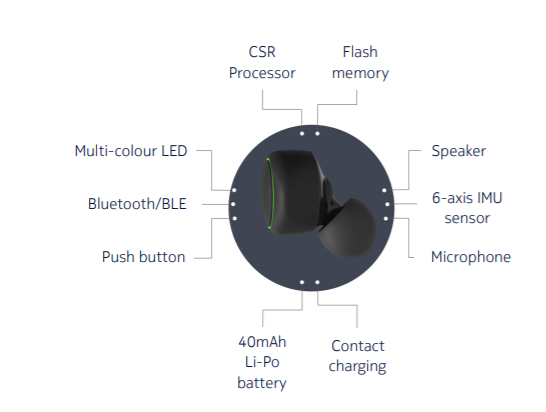 CSR
Processor
Flash
memory
Multi-colour LED
Speaker
Bluetooth/BLE
6-axis IMU
sensor
Push button
Microphone
40mAh
Li-Po
battery
Contact
charging